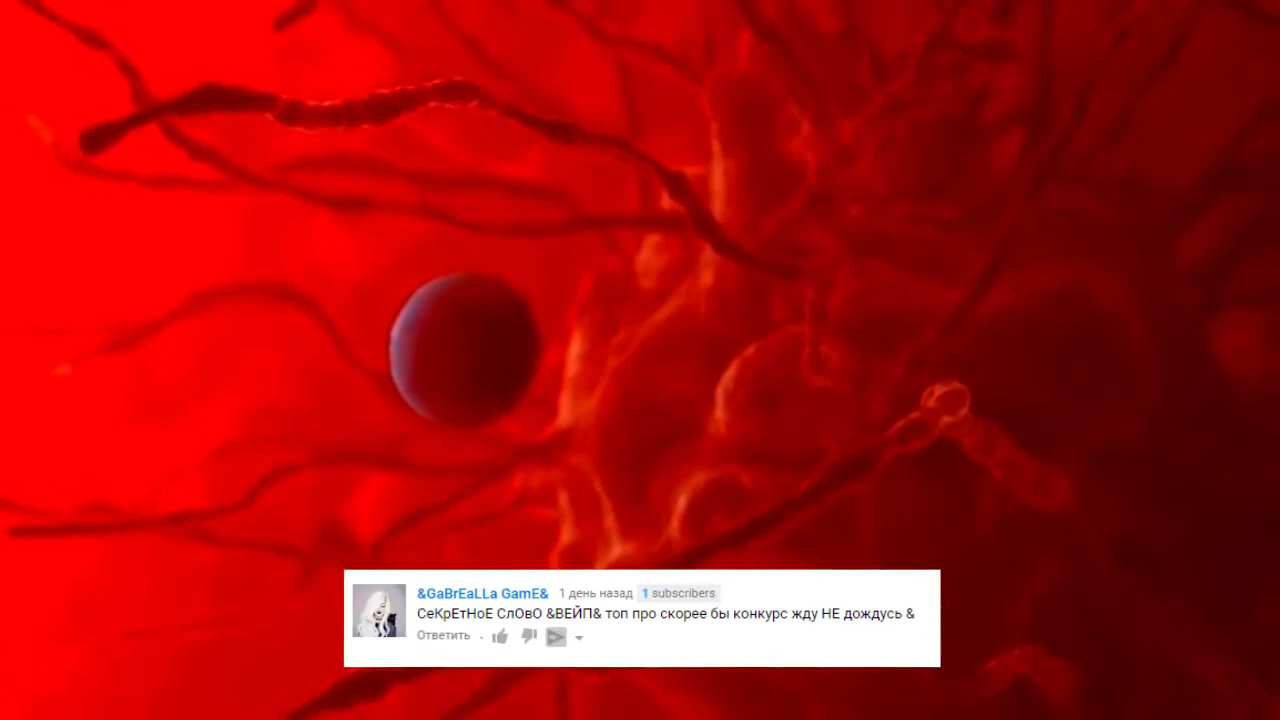 &GaBrEaLLa GamE& 1 день назад 1 subscribers
СеКрЕтНоЕ СлОвО &ВЕЙП& топ про скорее бы конкурс жду НЕ дождусь &
Ответить